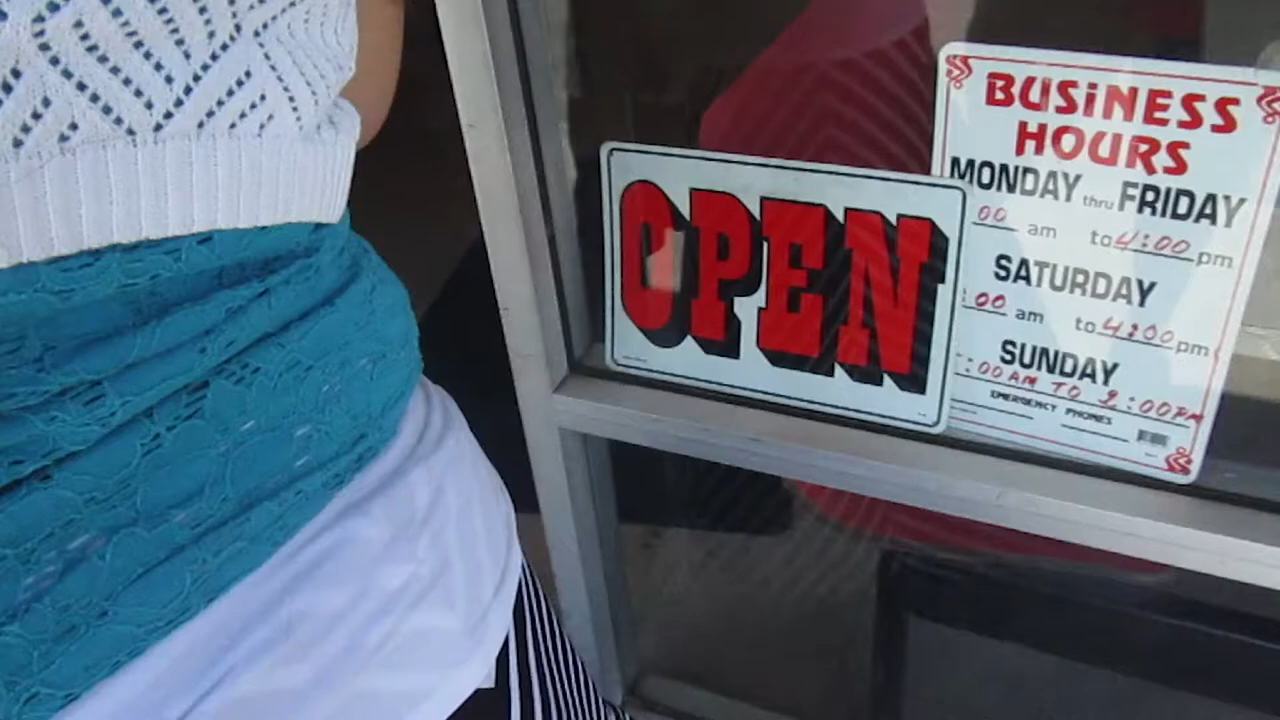 OPEN
BUSINESS
HOURS
MONDAY thru FRIDAY
00 am to 4:00 pm
SATURDAY
:00 am to 4:00 pm
SUNDAY
:00 AM TO 2:00 PM
EMERGENCY PHONES